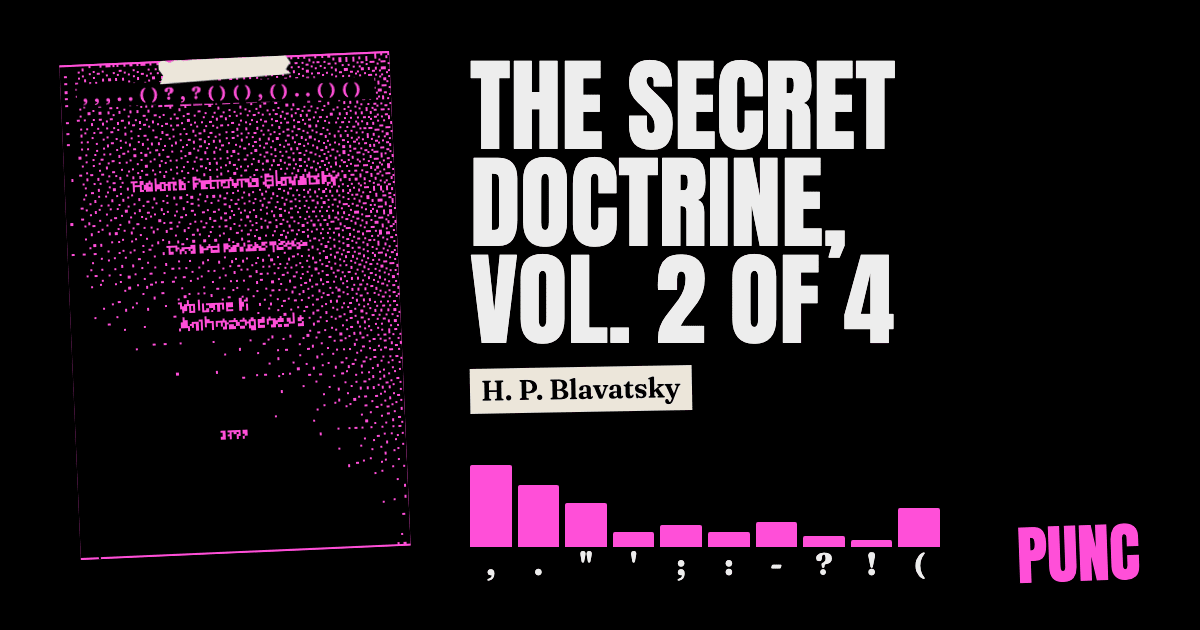 ,,,..()?,?()(),()..()()
Helena Petrovna Blavatsky
Volume II
Anthropogenesis
THE SECRET
DOCTRINE,
VOL. 2 OF 4
H. P. Blavatsky
, . " ' ; : - ? ! (
PUNC